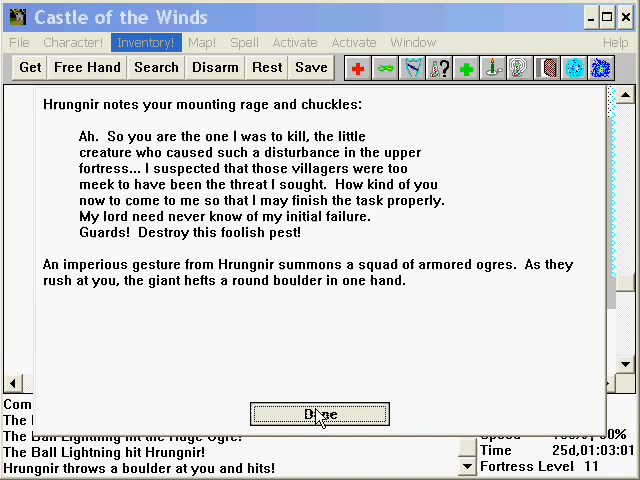 Castle of the Winds
File Character! Inventory! Map! Spell Activate Activate Window Help
Get Free Hand Search Disarm Rest Save
Hrungnir notes your mounting rage and chuckles:
Ah. So you are the one I was to kill, the little
creature who caused such a disturbance in the upper
fortress... I suspected that those villagers were too
meek to have been the threat I sought. How kind of you
now to come to me so that I may finish the task properly.
My lord need never know of my initial failure.
Guards! Destroy this foolish pest!
An imperious gesture from Hrungnir summons a squad of armored ogres. As they
rush at you, the giant hefts a round boulder in one hand.
Done
The Ball Lightning hit the Huge Ogre!
The Ball Lightning hit Hrungnir!
Hrungnir throws a boulder at you and hits!
Speed
Time 25d,01:03:01
Fortress Level 11